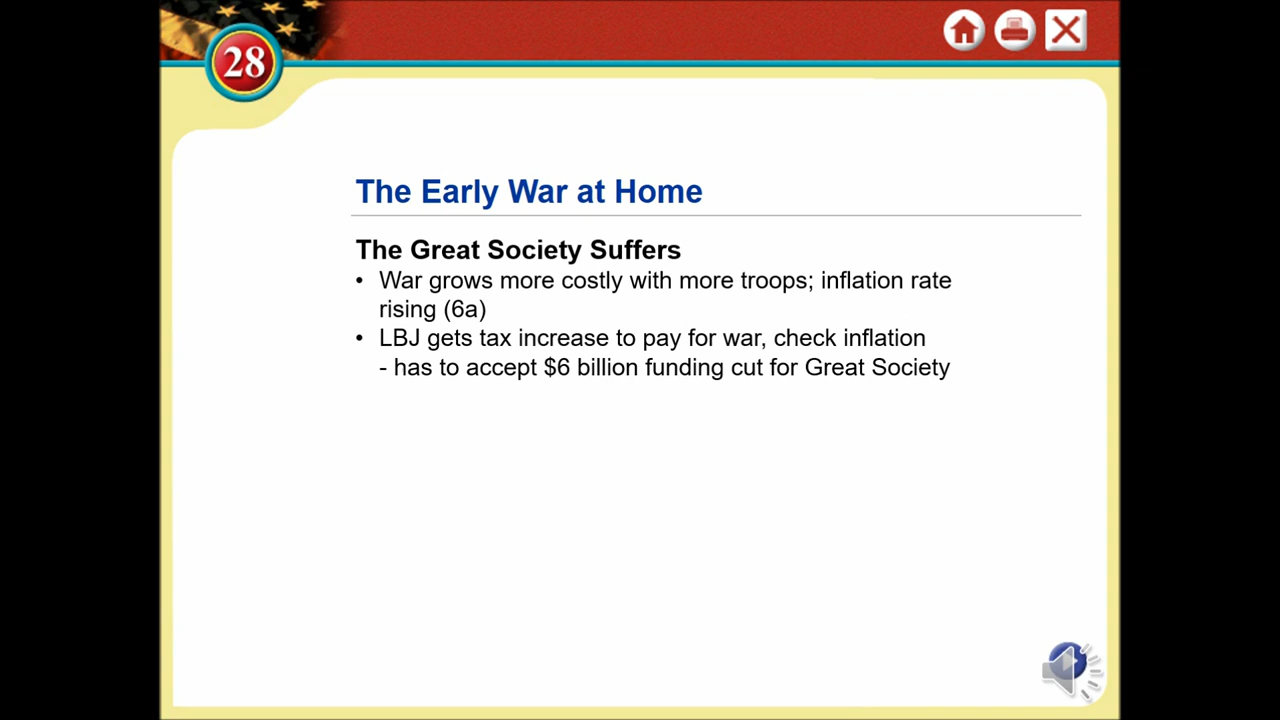 28
The Early War at Home
The Great Society Suffers
• War grows more costly with more troops; inflation rate
rising (6a)
• LBJ gets tax increase to pay for war, check inflation
- has to accept $6 billion funding cut for Great Society